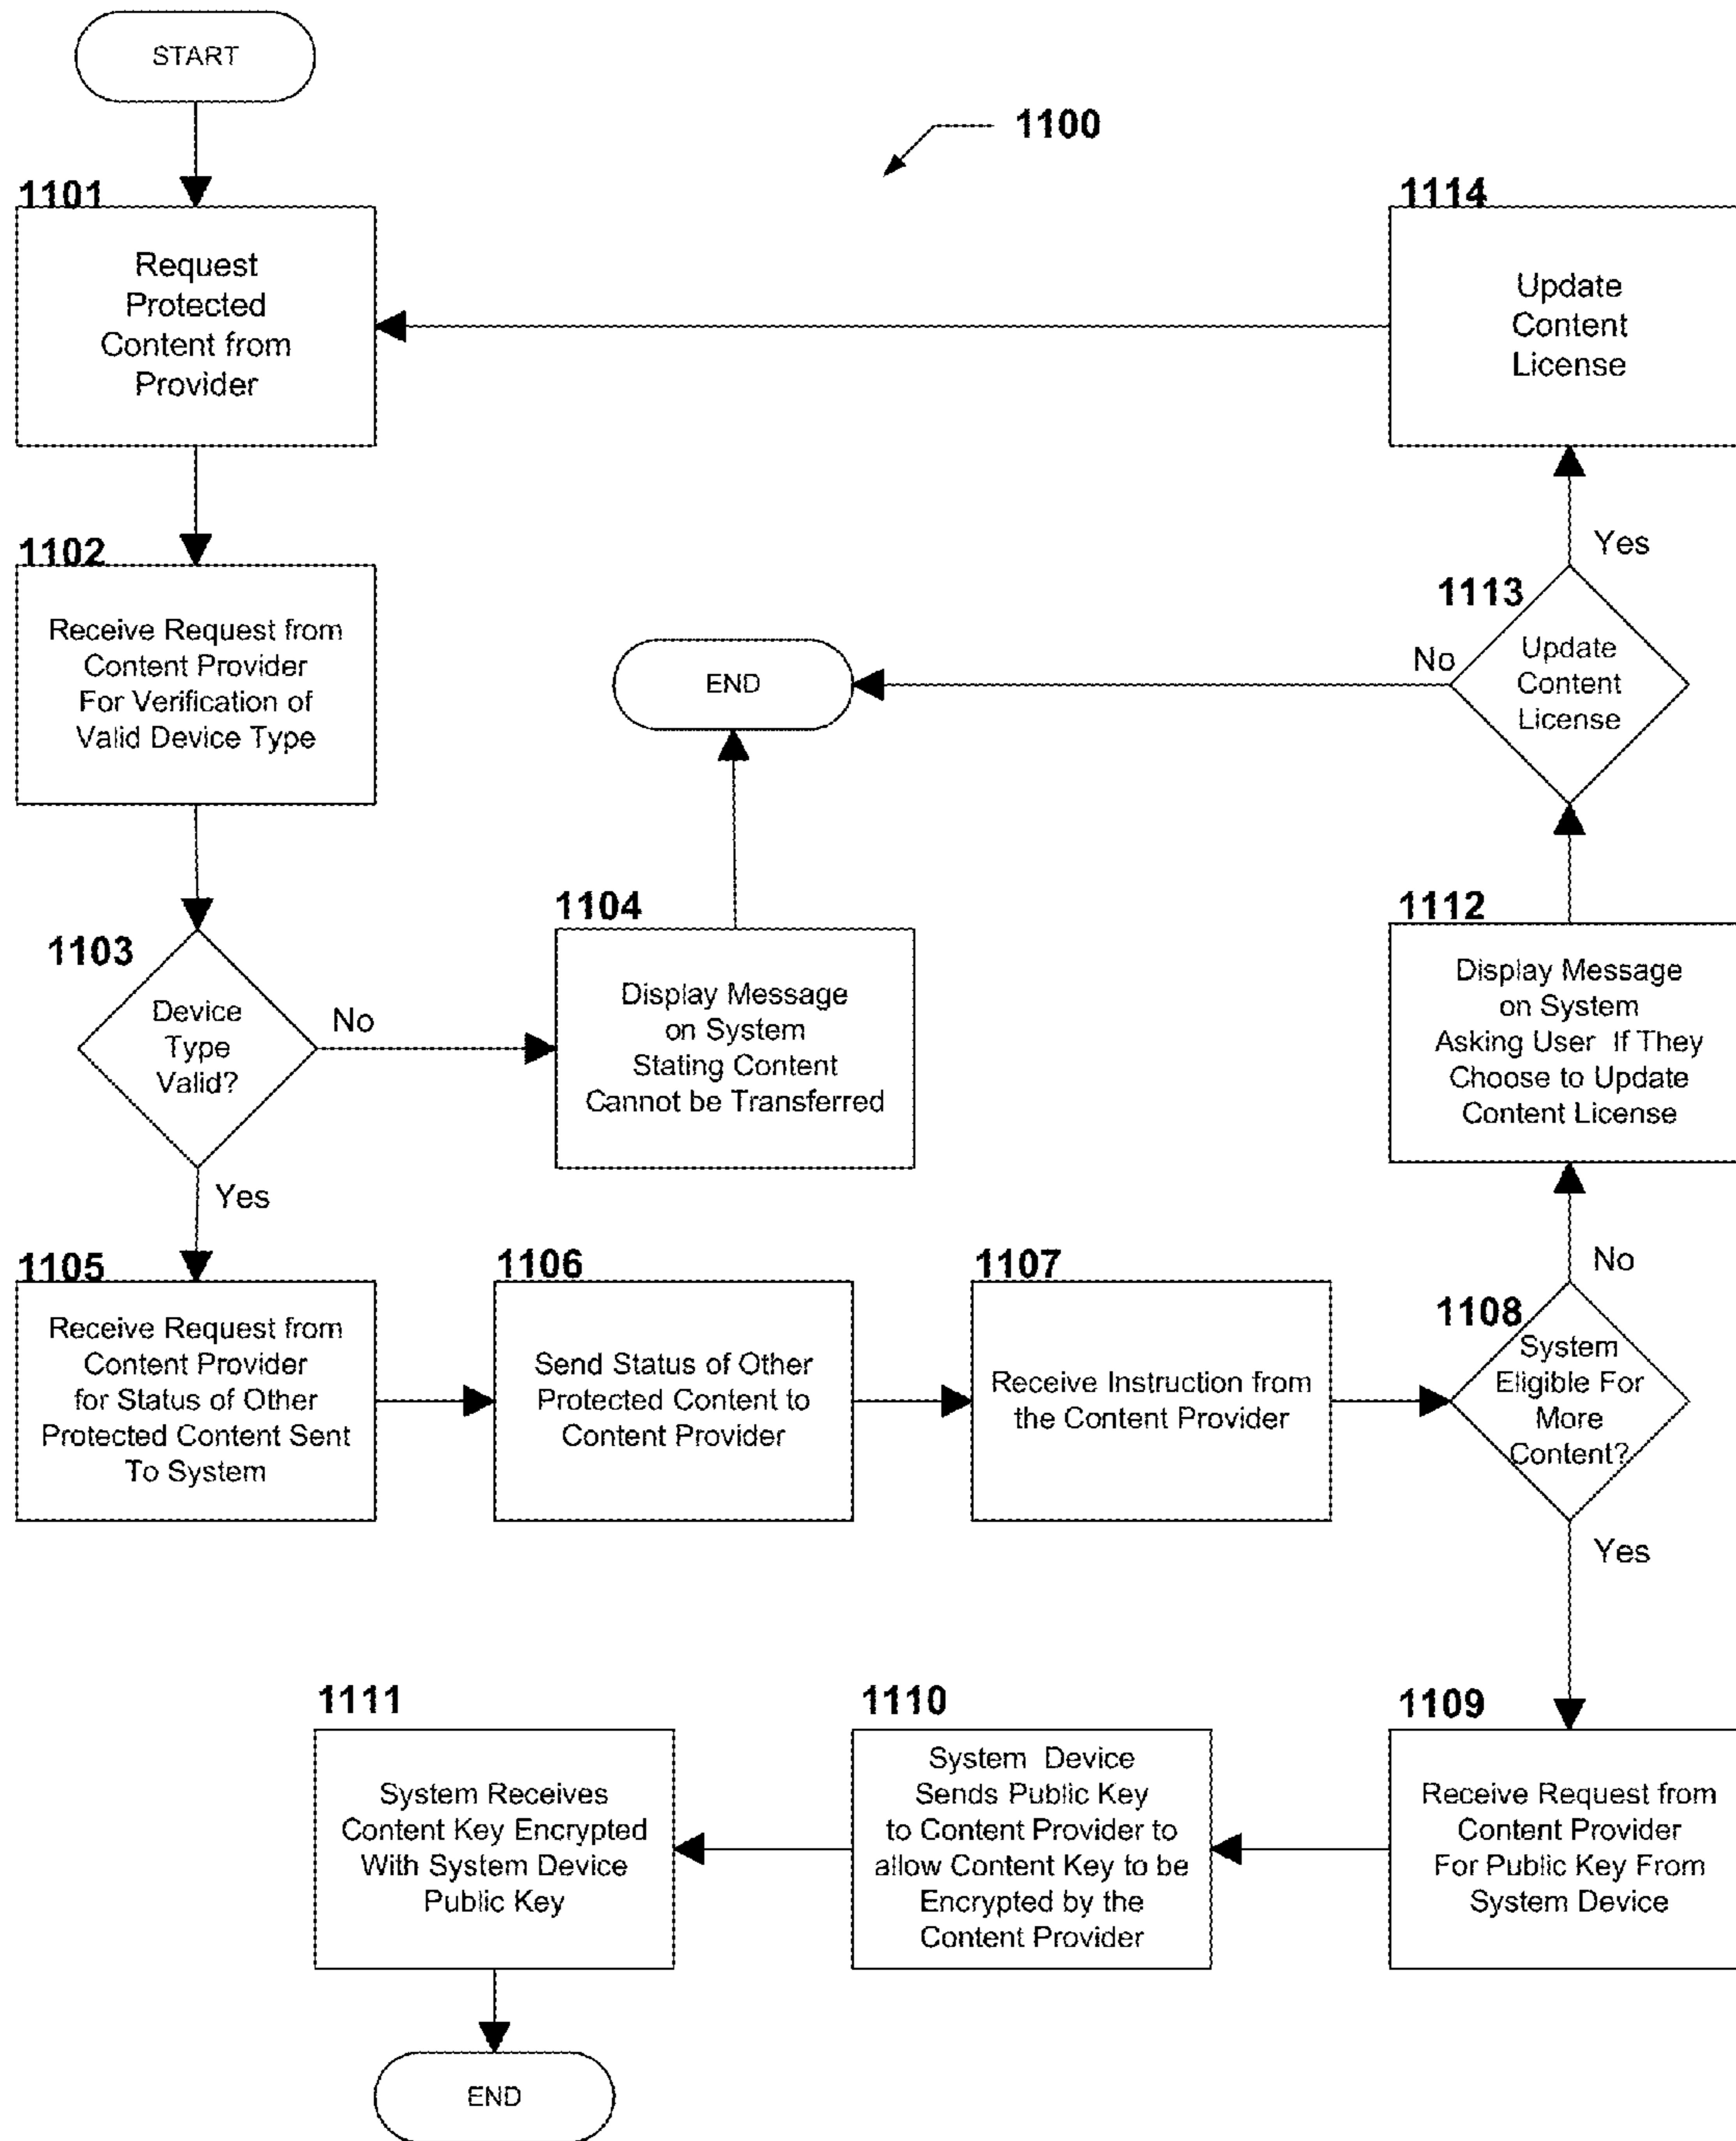 START
1100
1101
Request
Protected
Content from
Provider
1114
Update
Content
License
1102
Receive Request from
Content Provider
For Verification of
Valid Device Type
Yes
1113
Update
Content
License
No
END
1103
Device
Type
Valid?
No
Yes
1104
Display Message
on System
Stating Content
Cannot be Transferred
1112
Display Message
on System
Asking User If They
Choose to Update
Content License
1105
Receive Request from
Content Provider
for Status of Other
Protected Content Sent
To System
1106
Send Status of Other
Protected Content to
Content Provider
1107
Receive Instruction from
the Content Provider
No
1108
System
Eligible For
More
Content?
Yes
1111
System Receives
Content Key Encrypted
With System Device
Public Key
1110
System Device
Sends Public Key
to Content Provider to
allow Content Key to be
Encrypted by the
Content Provider
1109
Receive Request from
Content Provider
For Public Key From
System Device
END